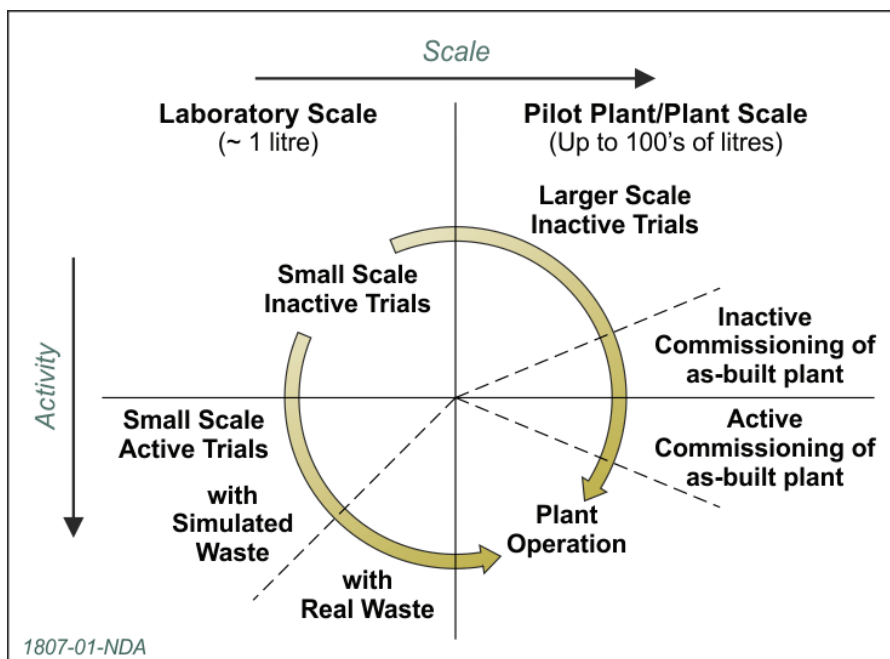 Scale
Laboratory Scale
(~ 1 litre)
Pilot Plant/Plant Scale
(Up to 100's of litres)
Larger Scale
Inactive Trials
Small Scale
Inactive Trials
Activity
Inactive
Commissioning of
as-built plant
Small Scale
Active Trials
Active
Commissioning of
as-built plant
with
Simulated
Waste
Plant
Operation
with
Real Waste
1807-01-NDA